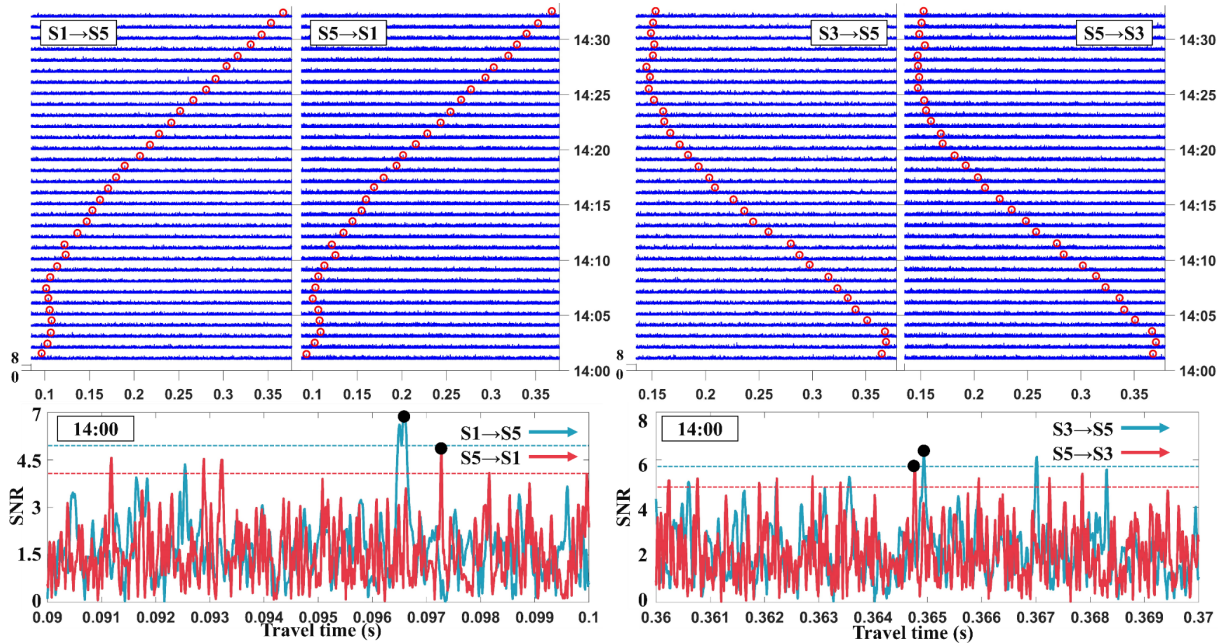 S1→S5
S5→S1
14:30
14:25
14:20
14:15
14:10
14:05
14:00
8
0
0.1 0.15 0.2 0.25 0.3 0.35
0.1 0.15 0.2 0.25 0.3 0.35
S3→S5
S5→S3
14:30
14:25
14:20
14:15
14:10
14:05
14:00
8
0
0.15 0.2 0.25 0.3 0.35
0.15 0.2 0.25 0.3 0.35
7
4.5
3
1.5
0
SNR
14:00
S1→S5
S5→S1
0.09 0.091 0.092 0.093 0.094 0.095 0.096 0.097 0.098 0.099 0.1
Travel time (s)
8
6
4
2
0
SNR
14:00
S3→S5
S5→S3
0.36 0.361 0.362 0.363 0.364 0.365 0.366 0.367 0.368 0.369 0.37
Travel time (s)